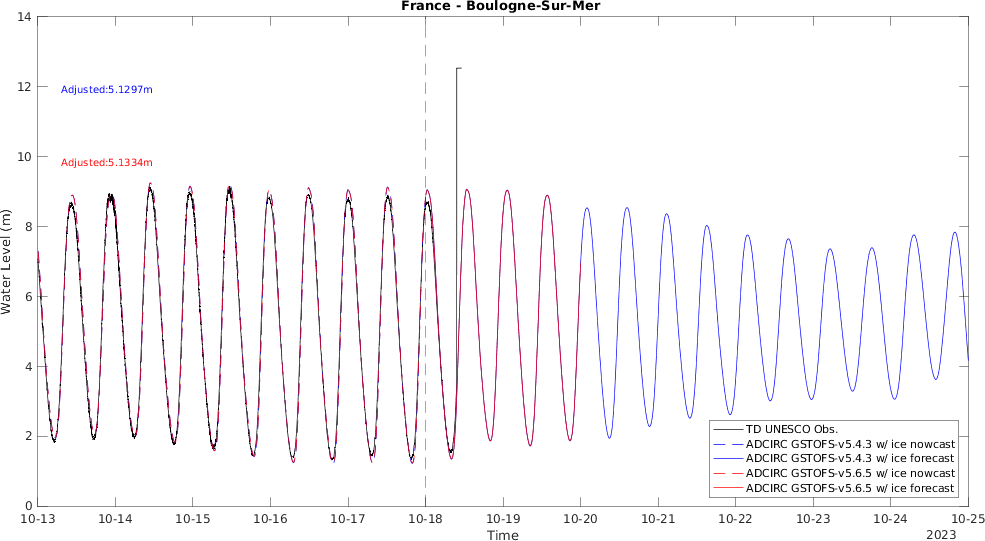 France - Boulogne-Sur-Mer
14
12
10
8
6
4
2
0
Water Level (m)
Adjusted:5.1297m
Adjusted:5.1334m
TD UNESCO Obs.
ADCIRC GSTOFS-v5.4.3 w/ ice nowcast
ADCIRC GSTOFS-v5.4.3 w/ ice forecast
ADCIRC GSTOFS-v5.6.5 w/ ice nowcast
ADCIRC GSTOFS-v5.6.5 w/ ice forecast
10-13 10-14 10-15 10-16 10-17 10-18 10-19 10-20 10-21 10-22 10-23 10-24 10-25
Time
2023